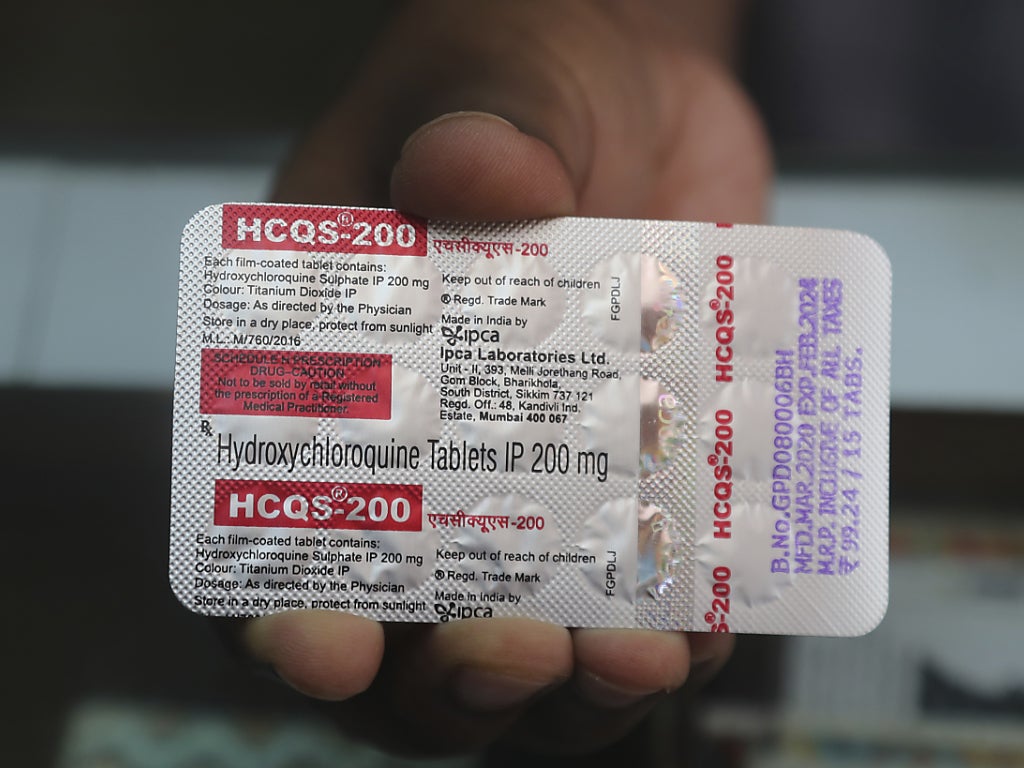 HCQS®-200 एचसीक्यूएस-200
Each film-coated tablet contains:
Hydroxychloroquine Sulphate IP 200 mg
Colour: Titanium Dioxide IP
Dosage: As directed by the Physician
Store in a dry place, protect from sunlight
M.L.: M/760/2016
SCHEDULE H PRESCRIPTION
DRUG-CAUTION
Not to be sold by retail without
the prescription of a Registered
Medical Practitioner.
Keep out of reach of children
® Regd. Trade Mark
Made in India by
ipca
Ipca Laboratories Ltd.
Unit - II, 393, Melli Jorethang Road,
Gom Block, Bharikhola,
South District, Sikkim 737 121
Regd. Off.: 48, Kandivli Ind.
Estate, Mumbai 400 067
FGPDLJ
Rx
Hydroxychloroquine Tablets IP 200 mg
HCQS®-200 एचसीक्यूएस-200
Each film-coated tablet contains:
Hydroxychloroquine Sulphate IP 200 mg
Colour: Titanium Dioxide IP
Dosage: As directed by the Physician
Store in a dry place, protect from sunlight
Keep out of reach of children
® Regd. Trade Mark
Made in India by
ipca
FGPDLJ
HCQS®-200
HCQS®-200
S®-200
B.No.GPD080006BH
MFD.MAR.2020 EXP.FEB.2024
M.R.P. INCLUSIVE OF ALL TAXES
₹ 99.24 / 15 TABS.